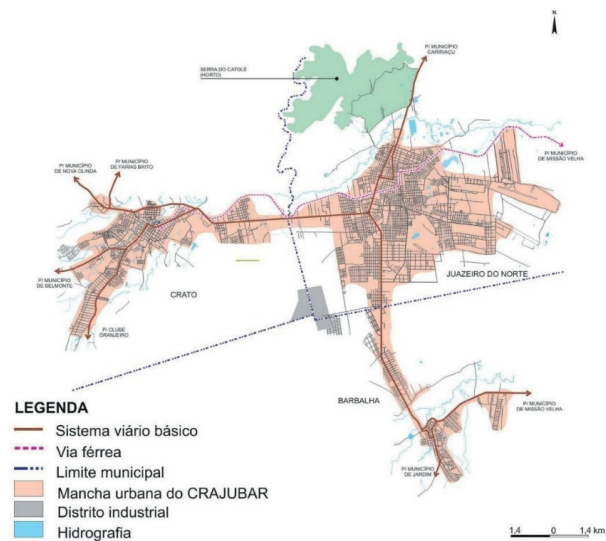 N
P/ MUNICÍPIO
CARIRIAÇU
SERRA DO CATOLÉ
(HORTO)
P/ MUNICÍPIO
DE NOVA OLINDA
P/ MUNICÍPIO
DE FARIAS BRITO
P/ MUNICÍPIO
DE MISSÃO VELHA
P/ MUNICÍPIO
DE BELMONTE
CRATO
JUAZEIRO DO NORTE
P/ CLUBE
GRANJEIRO
BARBALHA
P/ MUNICÍPIO
DE MISSÃO VELHA
P/ MUNICÍPIO
DE JARDIM
LEGENDA
Sistema viário básico
Via férrea
Limite municipal
Mancha urbana do CRAJUBAR
Distrito industrial
Hidrografia
1,4 0 1,4 km